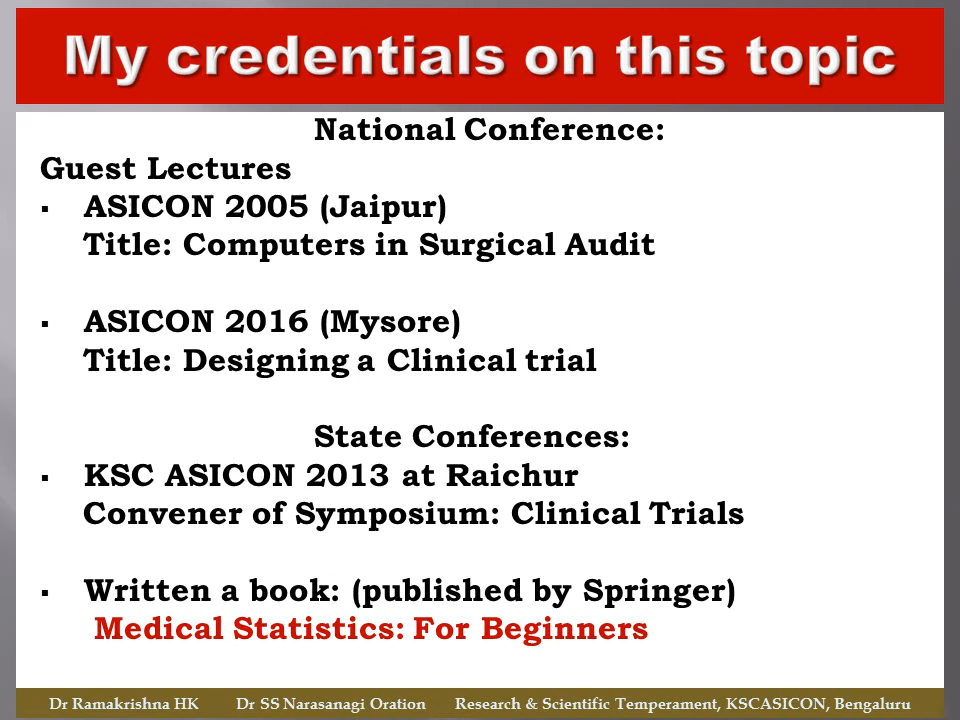 My credentials on this topic
National Conference:
Guest Lectures
▪ ASICON 2005 (Jaipur)
Title: Computers in Surgical Audit
▪ ASICON 2016 (Mysore)
Title: Designing a Clinical trial
State Conferences:
▪ KSC ASICON 2013 at Raichur
Convener of Symposium: Clinical Trials
▪ Written a book: (published by Springer)
Medical Statistics: For Beginners
Dr Ramakrishna HK Dr SS Narasanagi Oration Research & Scientific Temperament, KSCASICON, Bengaluru